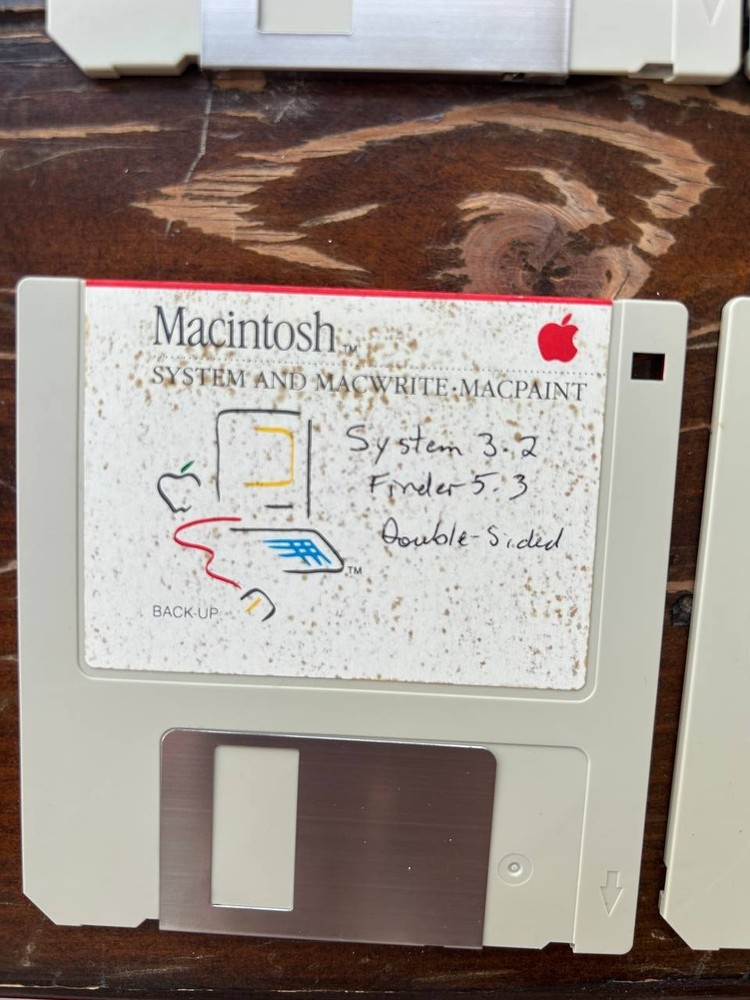 Macintosh™
SYSTEM AND MACWRITE·MACPAINT
System 3.2
Finder 5.3
Double-Sided
™
BACK-UP